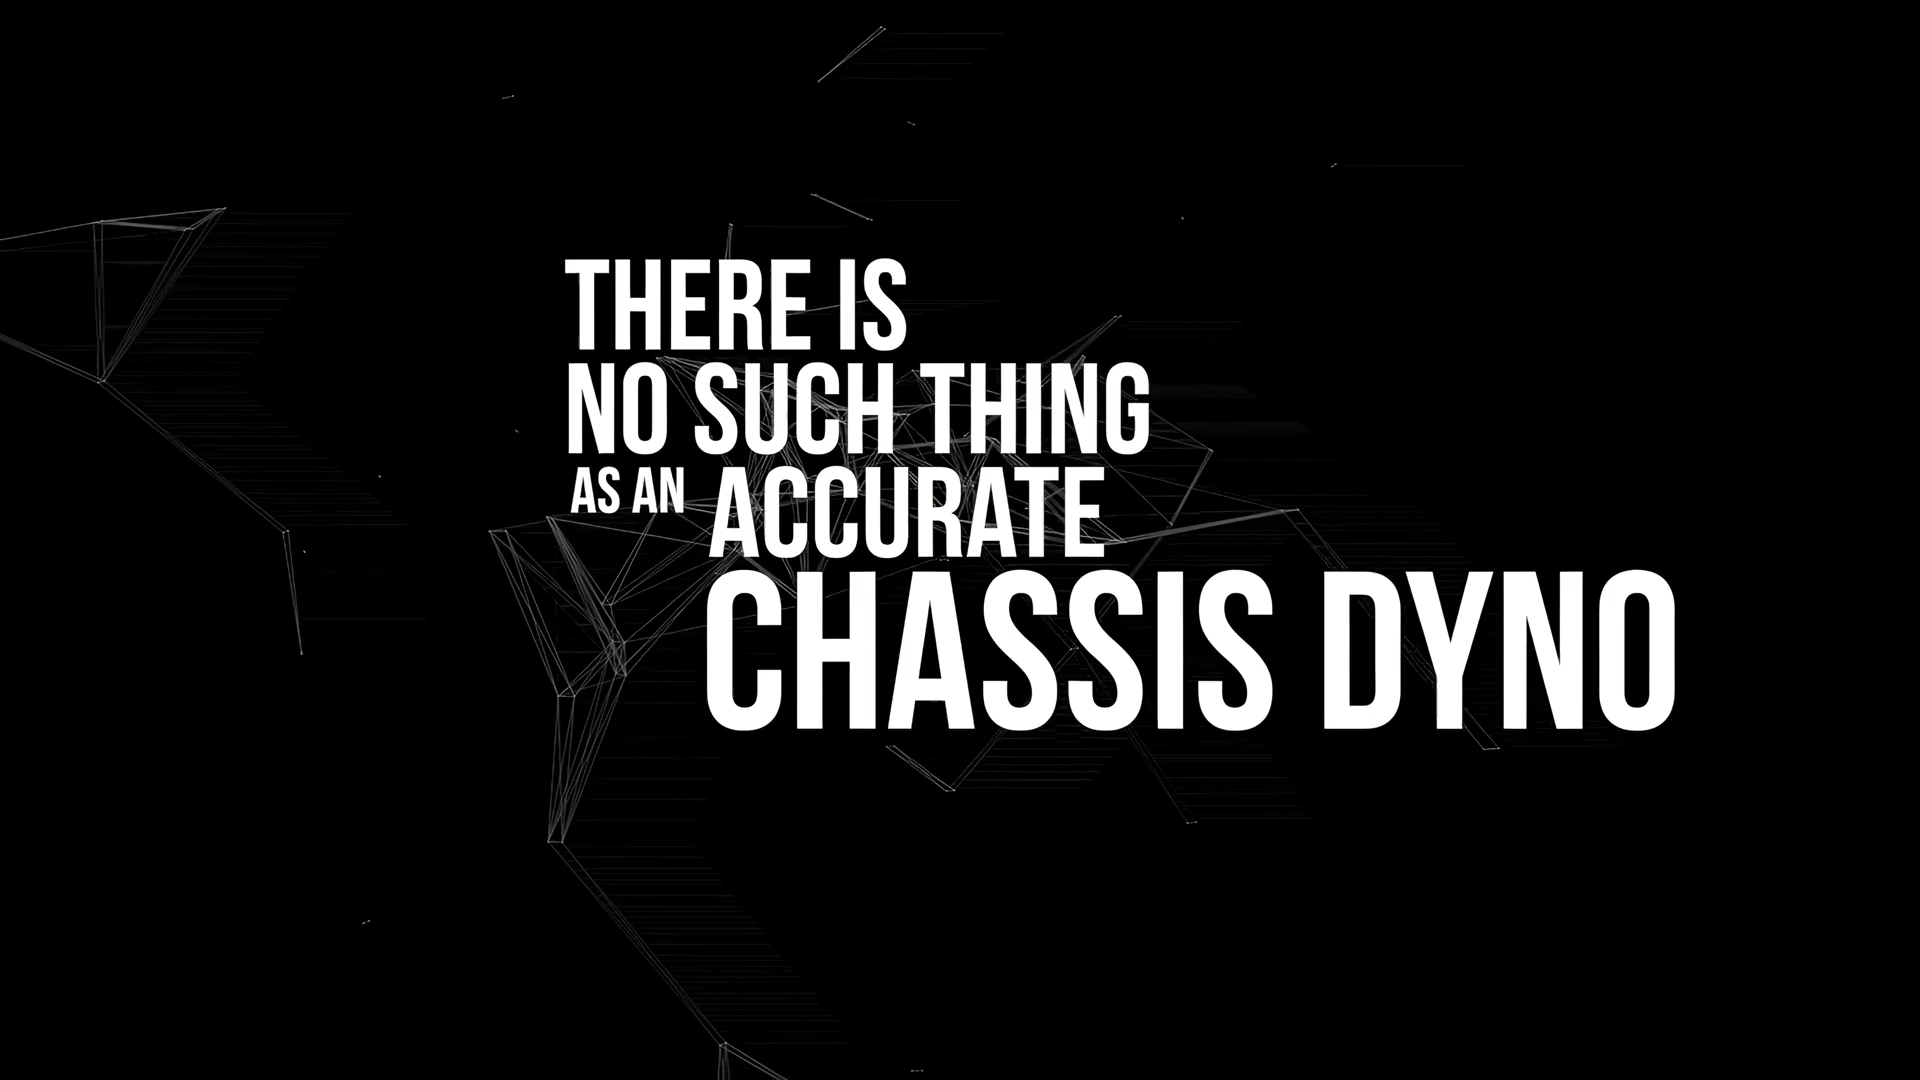 THERE IS
NO SUCH THING
AS AN ACCURATE
CHASSIS DYNO